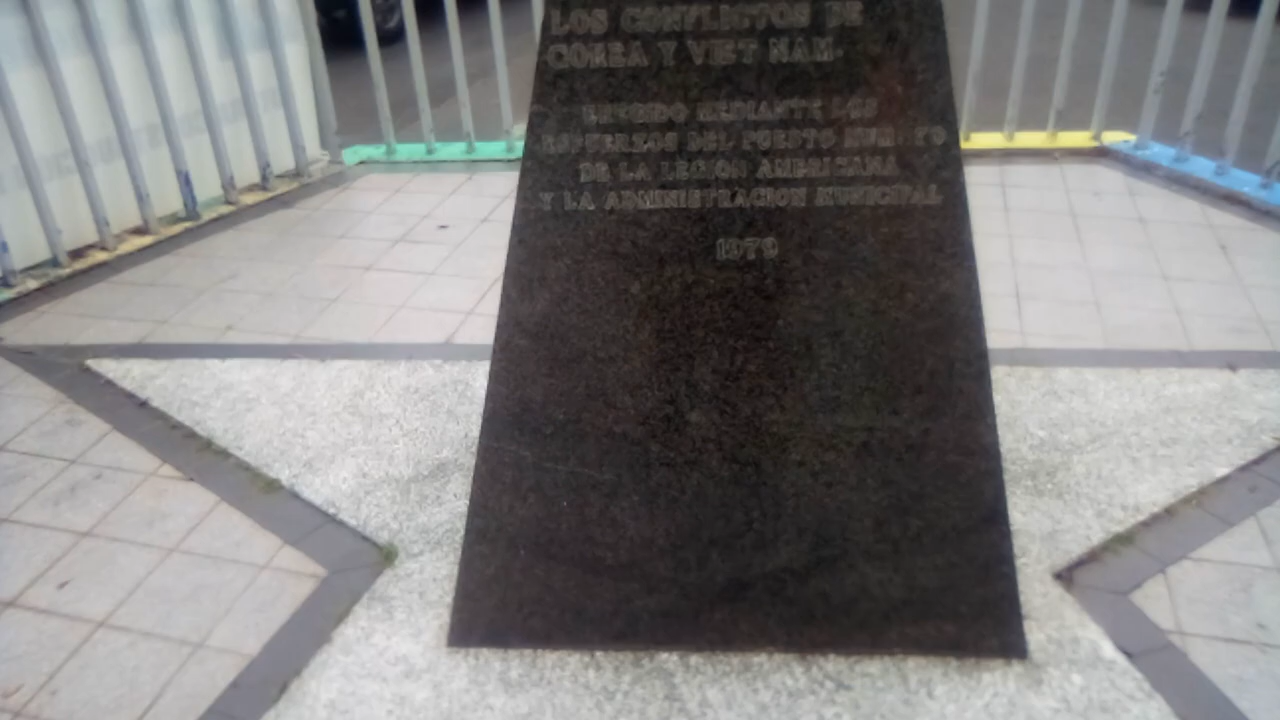 LOS CONFLICTOS DE
COREA Y VIET NAM
ERIGIDO MEDIANTE LOS
ESFUERZOS DEL PUESTO
DE LA LEGION AMERICANA
Y LA ADMINISTRACION MUNICIPAL
1979